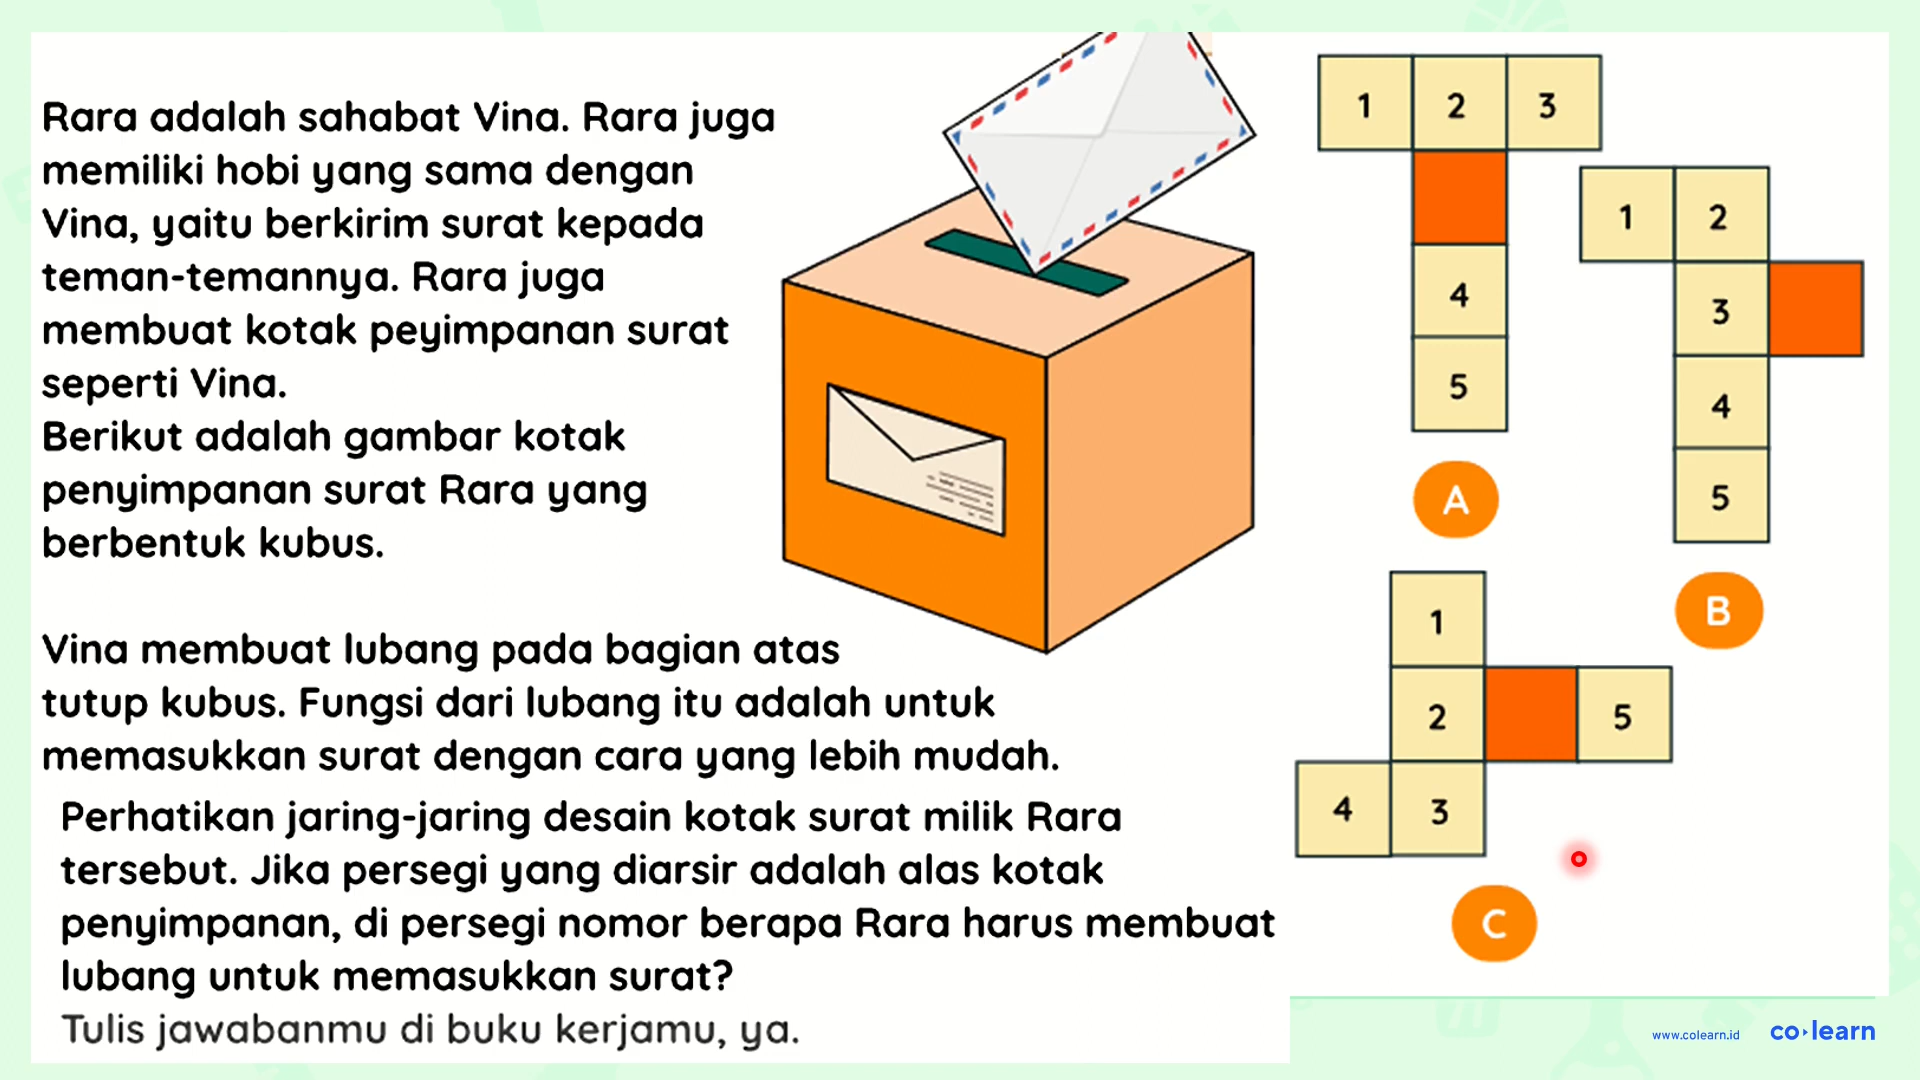 Rara adalah sahabat Vina. Rara juga
memiliki hobi yang sama dengan
Vina, yaitu berkirim surat kepada
teman-temannya. Rara juga
membuat kotak peyimpanan surat
seperti Vina.
Berikut adalah gambar kotak
penyimpanan surat Rara yang
berbentuk kubus.
Vina membuat lubang pada bagian atas
tutup kubus. Fungsi dari lubang itu adalah untuk
memasukkan surat dengan cara yang lebih mudah.
Perhatikan jaring-jaring desain kotak surat milik Rara
tersebut. Jika persegi yang diarsir adalah alas kotak
penyimpanan, di persegi nomor berapa Rara harus membuat
lubang untuk memasukkan surat?
Tulis jawabanmu di buku kerjamu, ya.
1 2 3
4
5
A
1 2
3
4
5
B
1
2 5
4 3
C
www.colearn.id
co learn